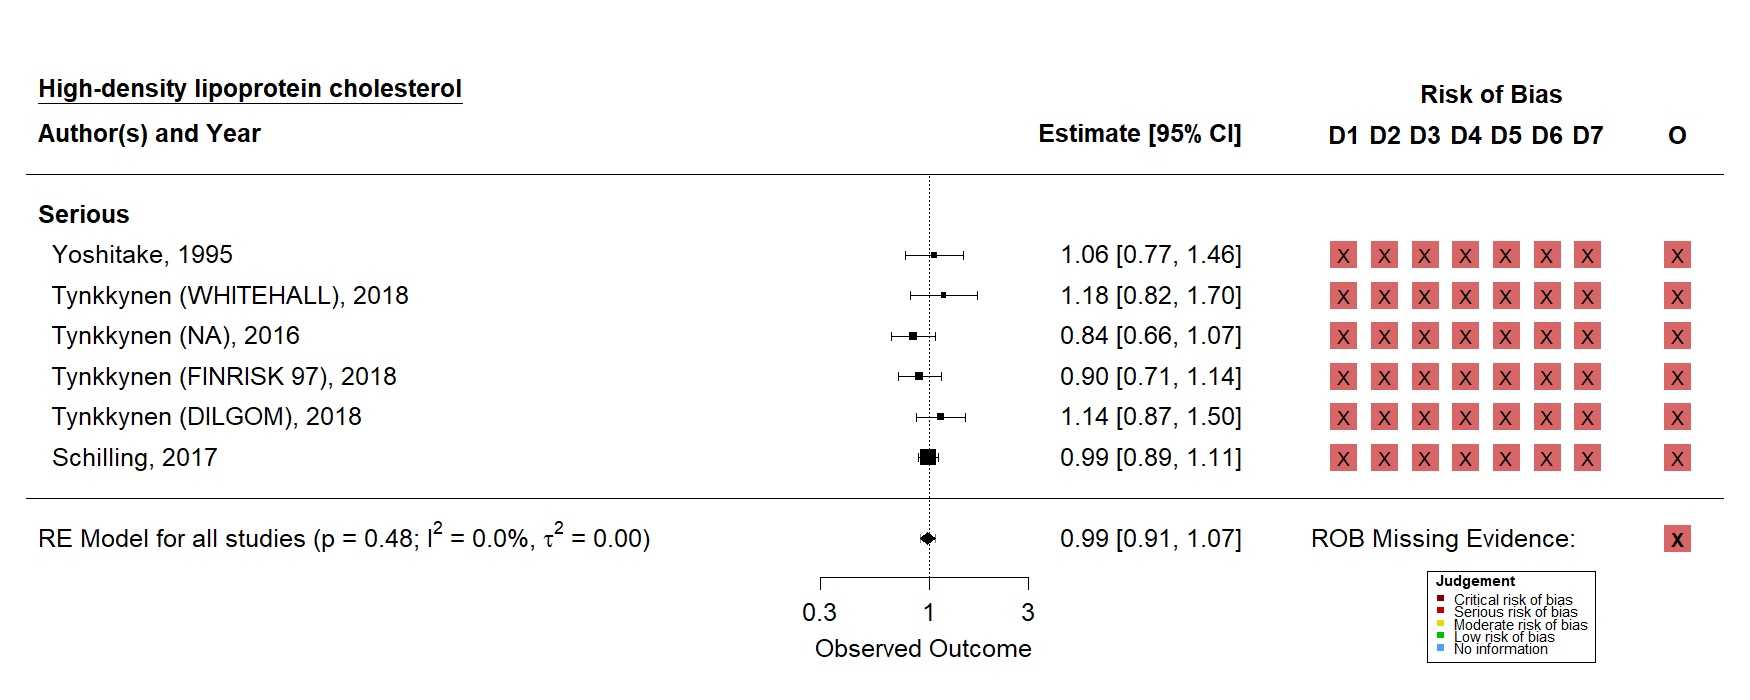 High-density lipoprotein cholesterol
Risk of Bias
Author(s) and Year Estimate [95% CI] D1 D2 D3 D4 D5 D6 D7 O
Serious
Yoshitake, 1995 1.06 [0.77, 1.46] X X X X X X X X
Tynkkynen (WHITEHALL), 2018 1.18 [0.82, 1.70] X X X X X X X X
Tynkkynen (NA), 2016 0.84 [0.66, 1.07] X X X X X X X X
Tynkkynen (FINRISK 97), 2018 0.90 [0.71, 1.14] X X X X X X X X
Tynkkynen (DILGOM), 2018 1.14 [0.87, 1.50] X X X X X X X X
Schilling, 2017 0.99 [0.89, 1.11] X X X X X X X X
RE Model for all studies (p = 0.48; I² = 0.0%, τ² = 0.00) 0.99 [0.91, 1.07] ROB Missing Evidence: X
0.3 1 3
Observed Outcome
Judgement
Critical risk of bias
Serious risk of bias
Moderate risk of bias
Low risk of bias
No information